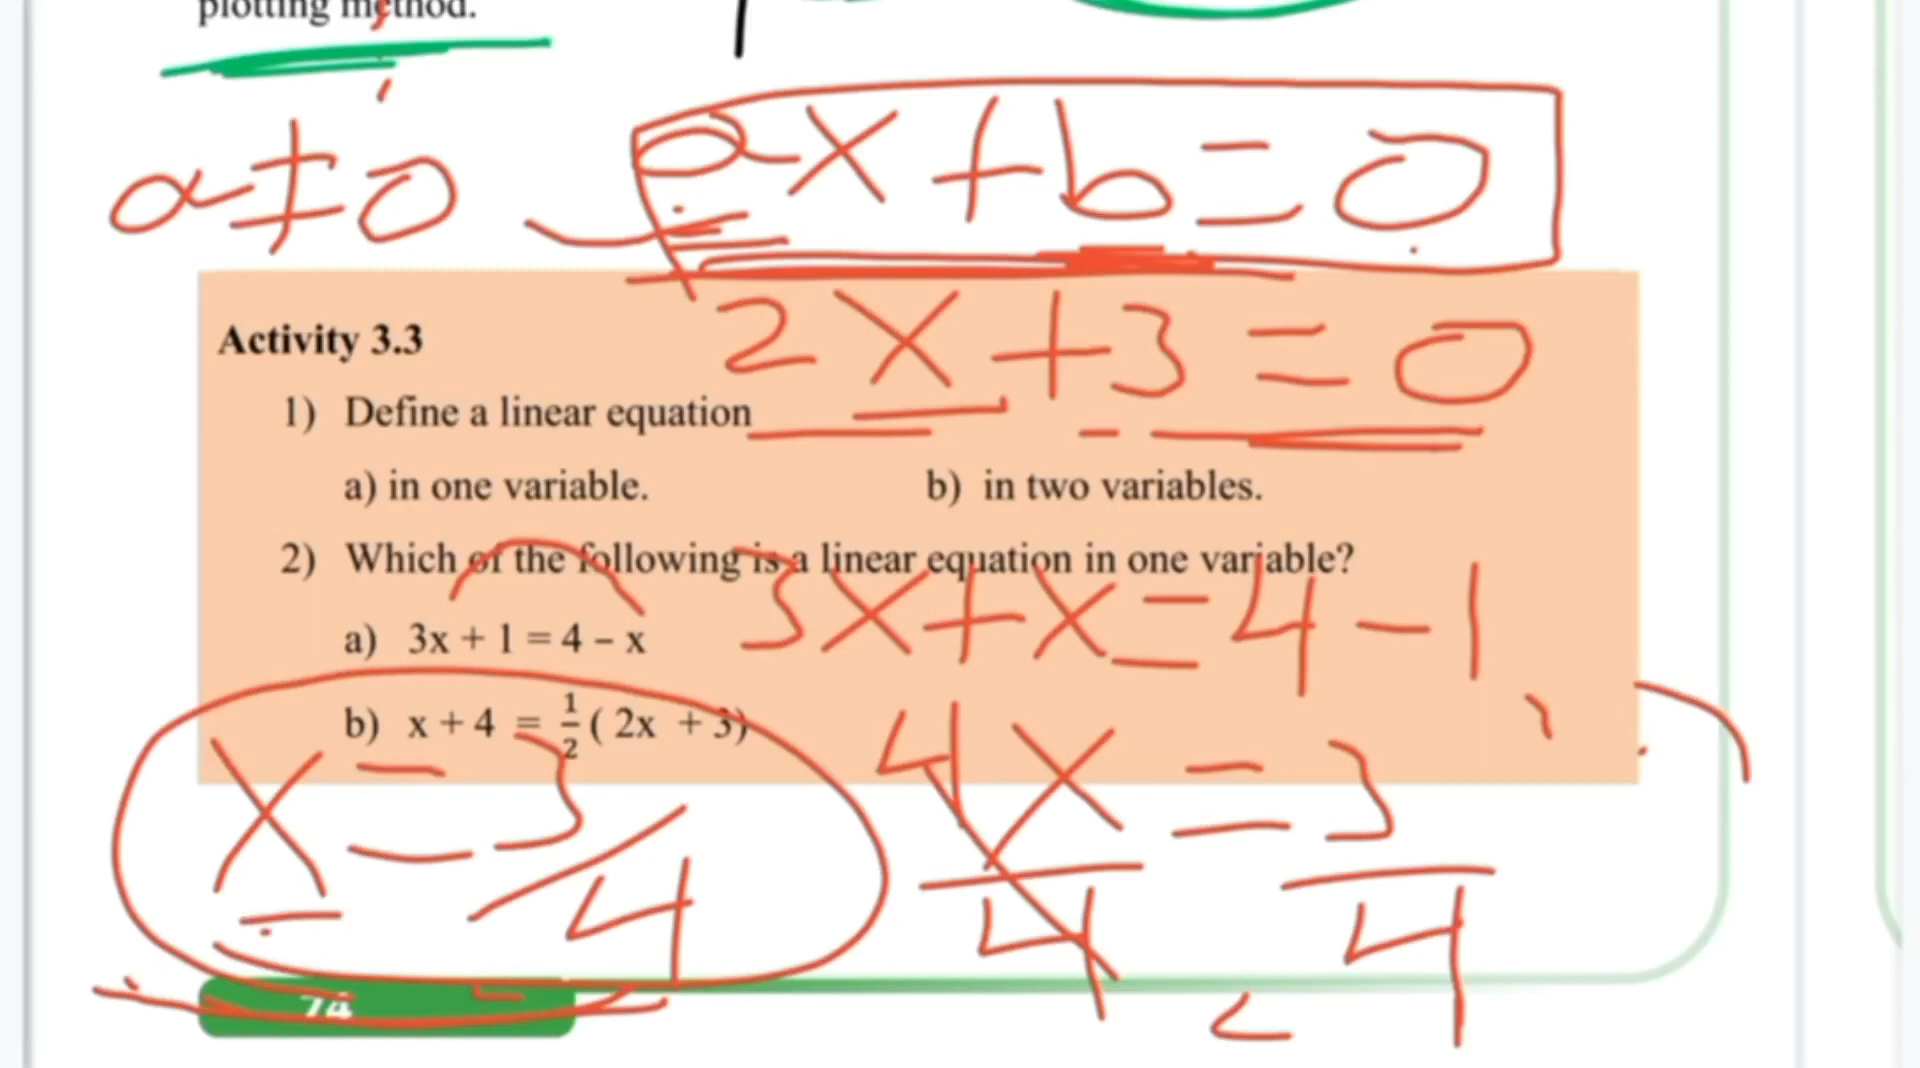 plotting method.
a≠0
ax+b=0
2x+3=0
Activity 3.3
1) Define a linear equation
a) in one variable.
b) in two variables.
2) Which of the following is a linear equation in one variable?
a) 3x + 1 = 4 – x
3x+x=4-1
b) x + 4 = 1/2 ( 2x + 3)
4x/4=3/4
x=3/4
74